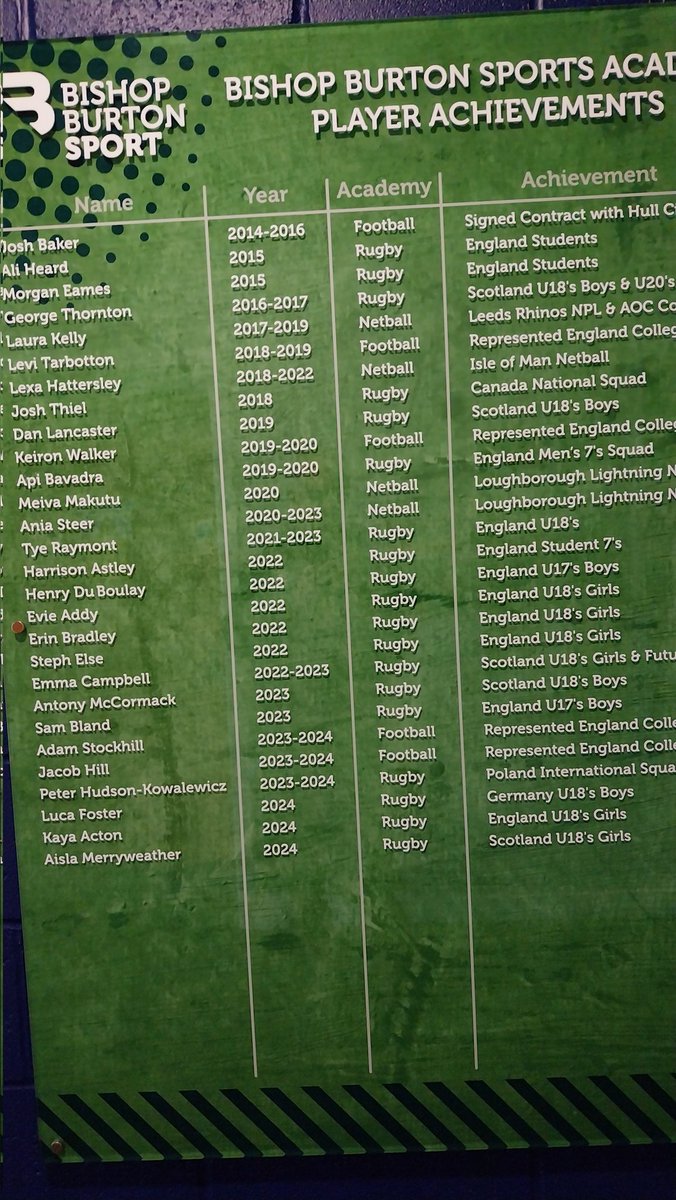 BISHOP
BURTON
SPORT
BISHOP BURTON SPORTS ACAD
PLAYER ACHIEVEMENTS
Name Year Academy Achievement
Josh Baker 2014-2016 Football Signed Contract with Hull C
Ali Heard 2015 Rugby England Students
Morgan Eames 2015 Rugby England Students
George Thornton 2016-2017 Rugby Scotland U18's Boys & U20's
Laura Kelly 2017-2019 Netball Leeds Rhinos NPL & AOC Co
Levi Tarbotton 2018-2019 Football Represented England Colleg
Lexa Hattersley 2018-2022 Netball Isle of Man Netball
Josh Thiel 2018 Rugby Canada National Squad
Dan Lancaster 2019 Rugby Scotland U18's Boys
Keiron Walker 2019-2020 Football Represented England Colleg
Api Bavadra 2019-2020 Rugby England Men's 7's Squad
Meiva Makutu 2020 Netball Loughborough Lightning N
Ania Steer 2020-2023 Netball Loughborough Lightning N
Tye Raymont 2021-2023 Rugby England U18's
Harrison Astley 2022 Rugby England Student 7's
Henry Du Boulay 2022 Rugby England U17's Boys
Evie Addy 2022 Rugby England U18's Girls
Erin Bradley 2022 Rugby England U18's Girls
Steph Else 2022 Rugby England U18's Girls
Emma Campbell 2022-2023 Rugby Scotland U18's Girls & Futu
Antony McCormack 2023 Rugby Scotland U18's Boys
Sam Bland 2023 Rugby England U17's Boys
Adam Stockhill 2023-2024 Football Represented England Colle
Jacob Hill 2023-2024 Football Represented England Colle
Peter Hudson-Kowalewicz 2023-2024 Rugby Poland International Squa
Luca Foster 2024 Rugby Germany U18's Boys
Kaya Acton 2024 Rugby England U18's Girls
Aisla Merryweather 2024 Rugby Scotland U18's Girls